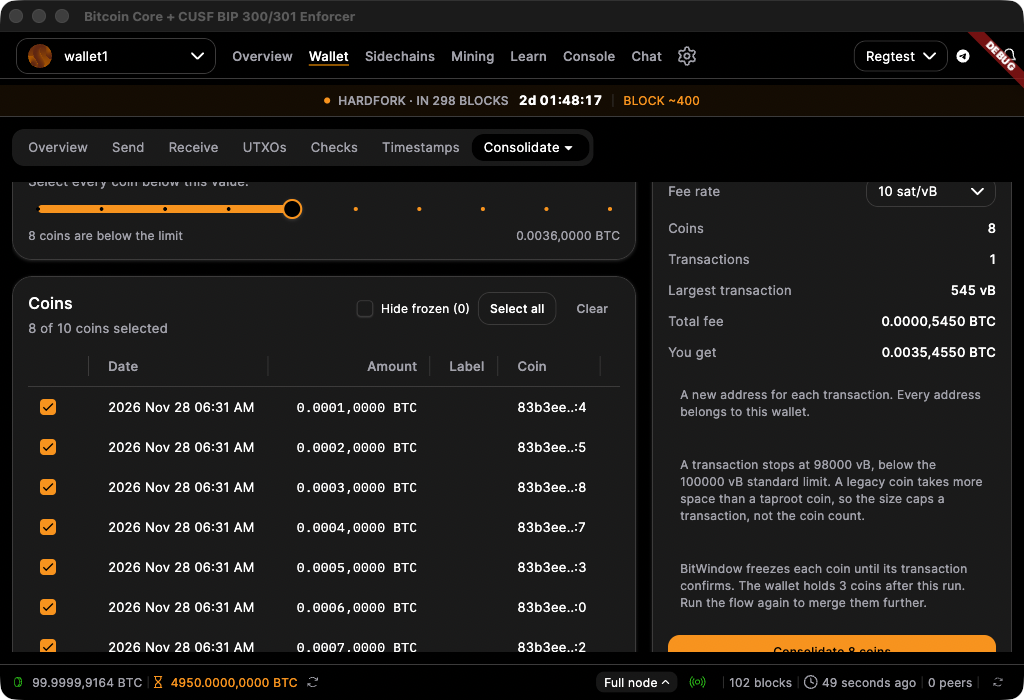 Bitcoin Core + CUSF BIP 300/301 Enforcer
wallet1 Overview Wallet Sidechains Mining Learn Console Chat Regtest DEBUG
HARDFORK · IN 298 BLOCKS 2d 01:48:17 BLOCK ~400
Overview Send Receive UTXOs Checks Timestamps Consolidate
Select every coin below this value.
8 coins are below the limit 0.0036,0000 BTC
Coins
8 of 10 coins selected
Hide frozen (0) Select all Clear
Date Amount Label Coin
2026 Nov 28 06:31 AM 0.0001,0000 BTC 83b3ee..:4
2026 Nov 28 06:31 AM 0.0002,0000 BTC 83b3ee..:5
2026 Nov 28 06:31 AM 0.0003,0000 BTC 83b3ee..:8
2026 Nov 28 06:31 AM 0.0004,0000 BTC 83b3ee..:7
2026 Nov 28 06:31 AM 0.0005,0000 BTC 83b3ee..:3
2026 Nov 28 06:31 AM 0.0006,0000 BTC 83b3ee..:0
2026 Nov 28 06:31 AM 0.0007,0000 BTC 83b3ee..:2
Fee rate 10 sat/vB
Coins 8
Transactions 1
Largest transaction 545 vB
Total fee 0.0000,5450 BTC
You get 0.0035,4550 BTC
A new address for each transaction. Every address
belongs to this wallet.
A transaction stops at 98000 vB, below the
100000 vB standard limit. A legacy coin takes more
space than a taproot coin, so the size caps a
transaction, not the coin count.
BitWindow freezes each coin until its transaction
confirms. The wallet holds 3 coins after this run.
Run the flow again to merge them further.
Consolidate 8 coins
99.9999,9164 BTC 4950.0000,0000 BTC Full node 102 blocks 49 seconds ago 0 peers